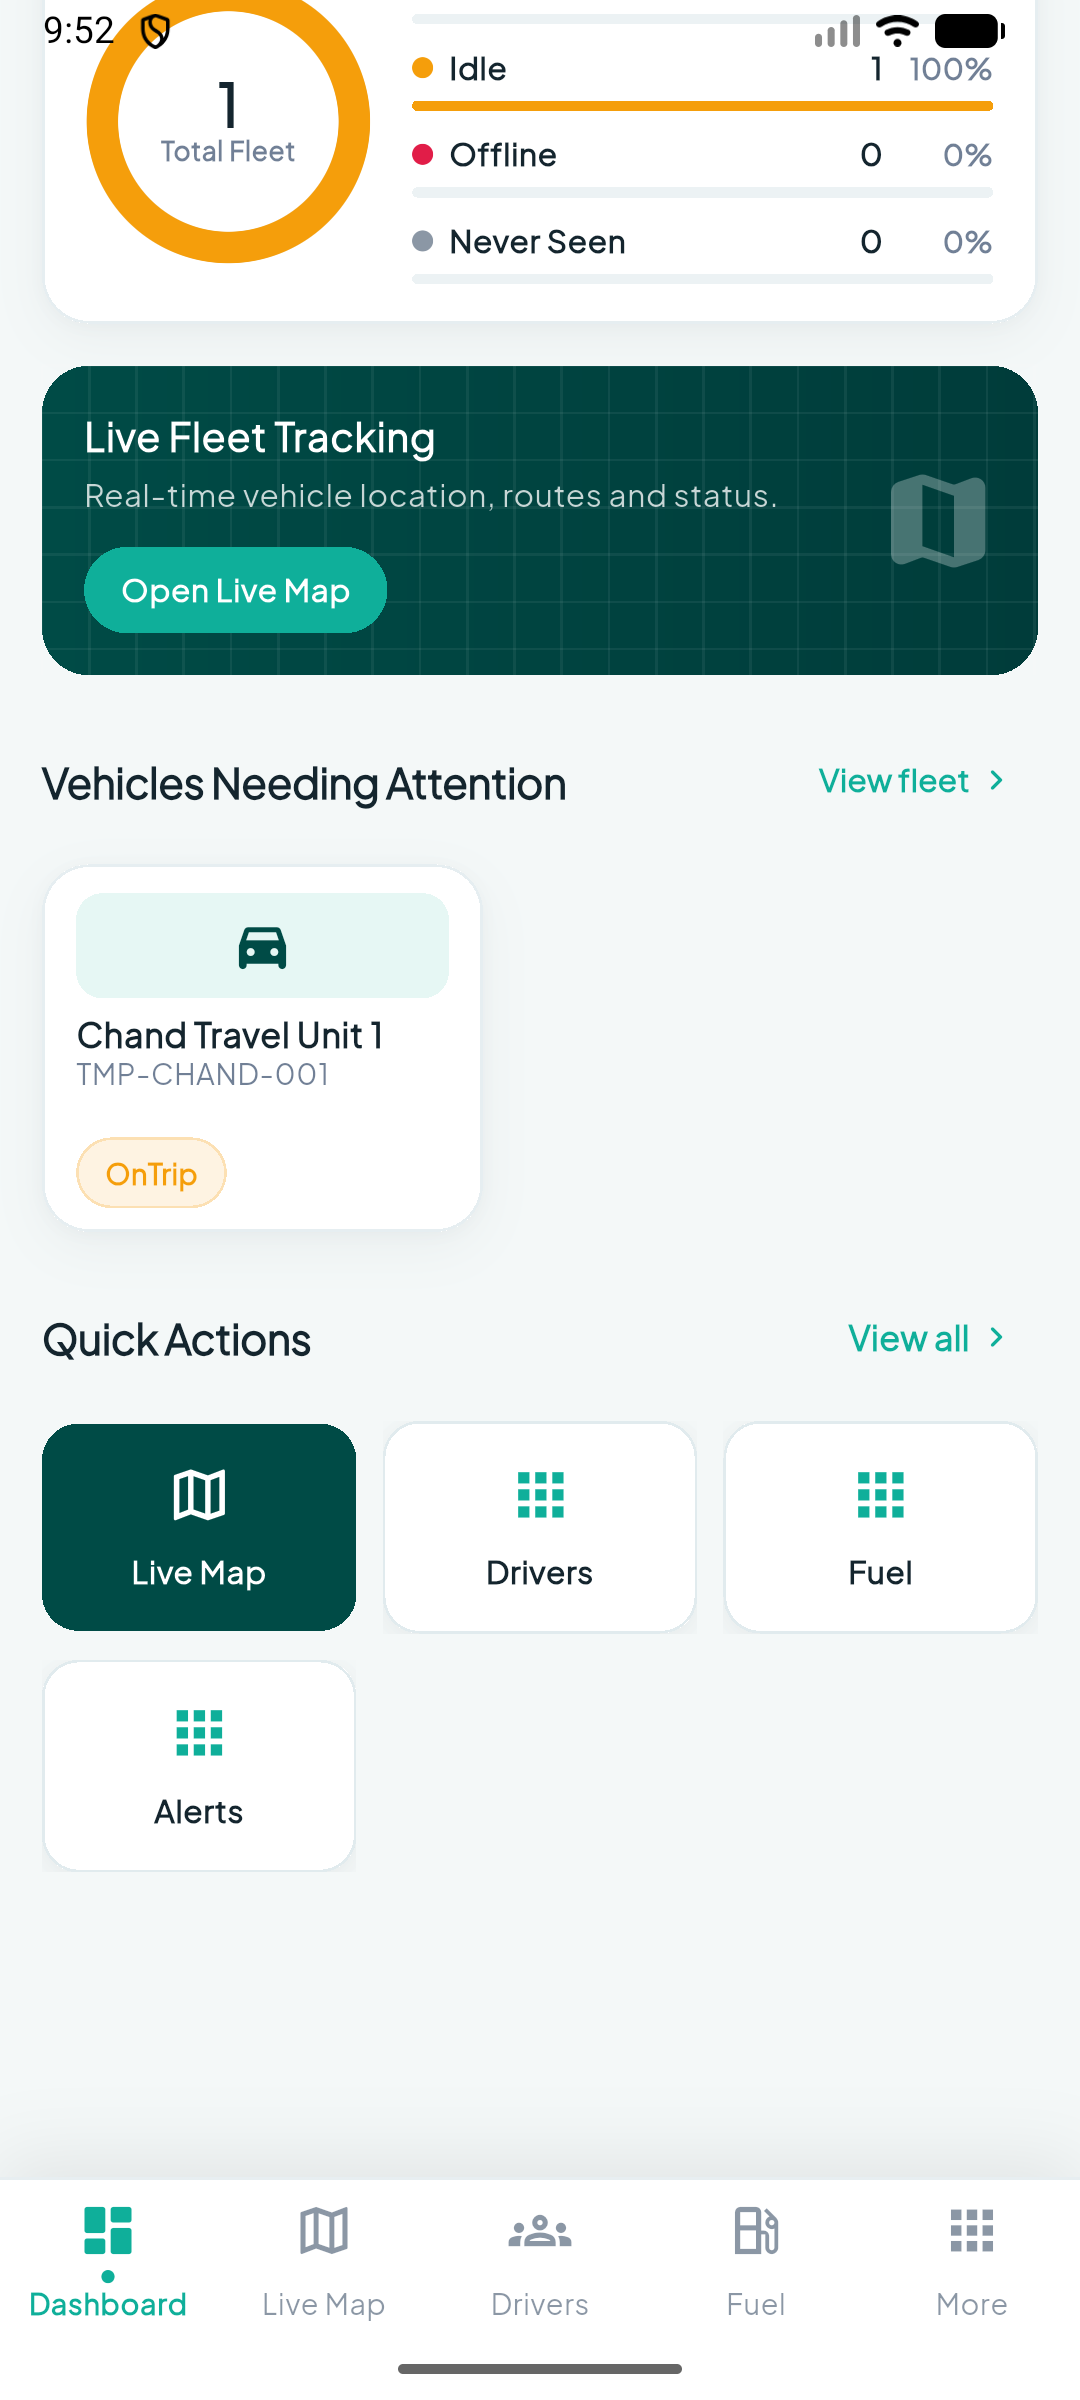 9:52
1
Total Fleet
Idle 1 100%
Offline 0 0%
Never Seen 0 0%
Live Fleet Tracking
Real-time vehicle location, routes and status.
Open Live Map
Vehicles Needing Attention
View fleet
Chand Travel Unit 1
TMP-CHAND-001
OnTrip
Quick Actions
View all
Live Map
Drivers
Fuel
Alerts
Dashboard
Live Map
Drivers
Fuel
More